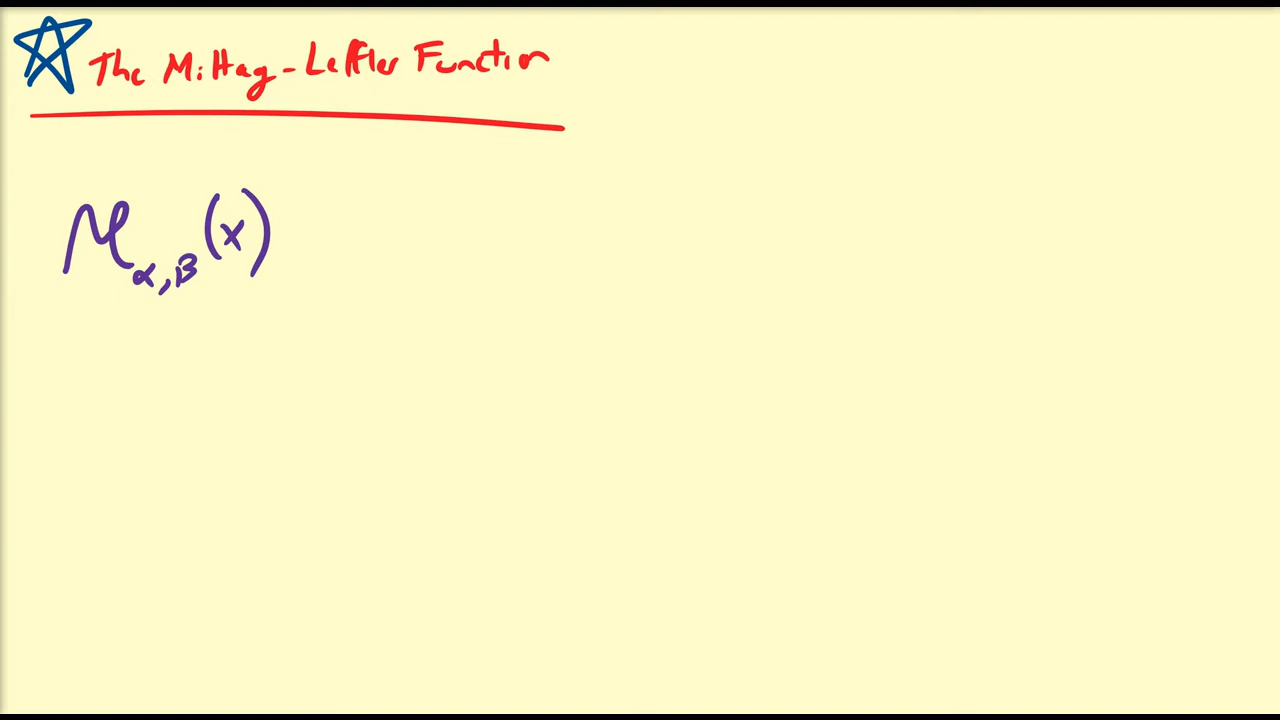 The Mittag-Leffler Function
M_{α,β}(x)